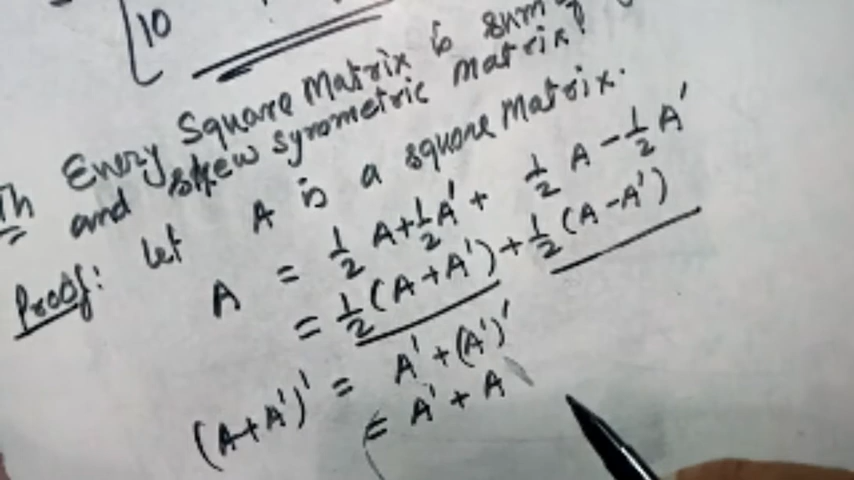 10
Th Every Square Matrix is sum
and skew symmetric matrix?
Proof: let A is a square Matrix.
A = 1/2 A + 1/2 A' + 1/2 A - 1/2 A'
= 1/2 (A + A') + 1/2 (A - A')
(A+A')' = A' + (A')'
= A' + A